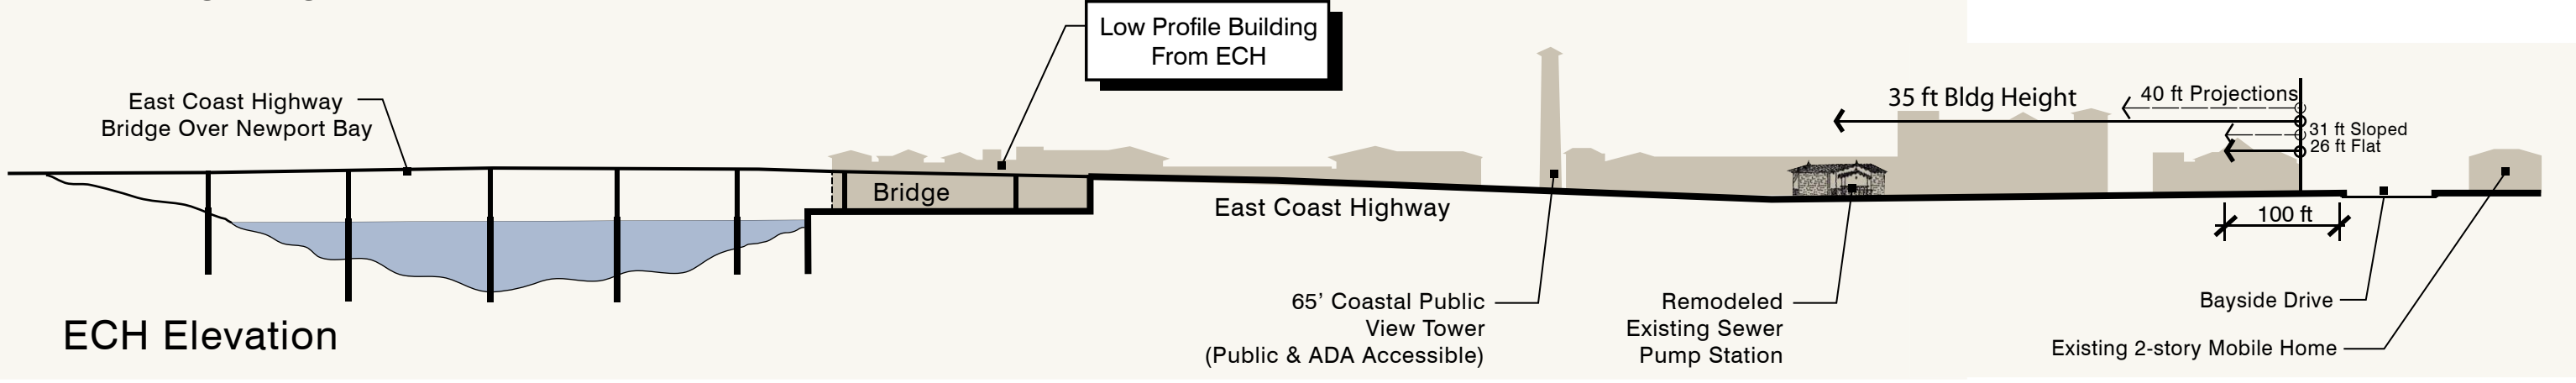 Low Profile Building
From ECH
East Coast Highway
Bridge Over Newport Bay
35 ft Bldg Height
40 ft Projections
31 ft Sloped
26 ft Flat
Bridge
East Coast Highway
100 ft
65’ Coastal Public
View Tower
(Public & ADA Accessible)
Remodeled
Existing Sewer
Pump Station
Bayside Drive
Existing 2-story Mobile Home
ECH Elevation